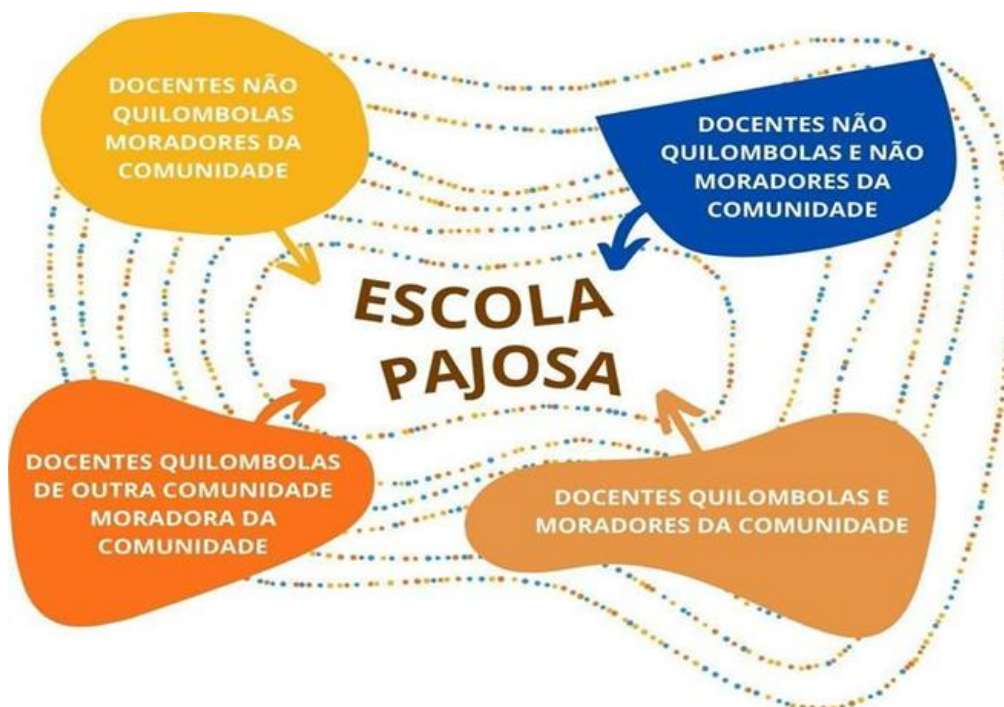 DOCENTES NÃO
QUILOMBOLAS
MORADORES DA
COMUNIDADE
DOCENTES NÃO
QUILOMBOLAS E NÃO
MORADORES DA
COMUNIDADE
ESCOLA
PAJOSA
DOCENTES QUILOMBOLAS
DE OUTRA COMUNIDADE
MORADORA DA
COMUNIDADE
DOCENTES QUILOMBOLAS E
MORADORES DA COMUNIDADE